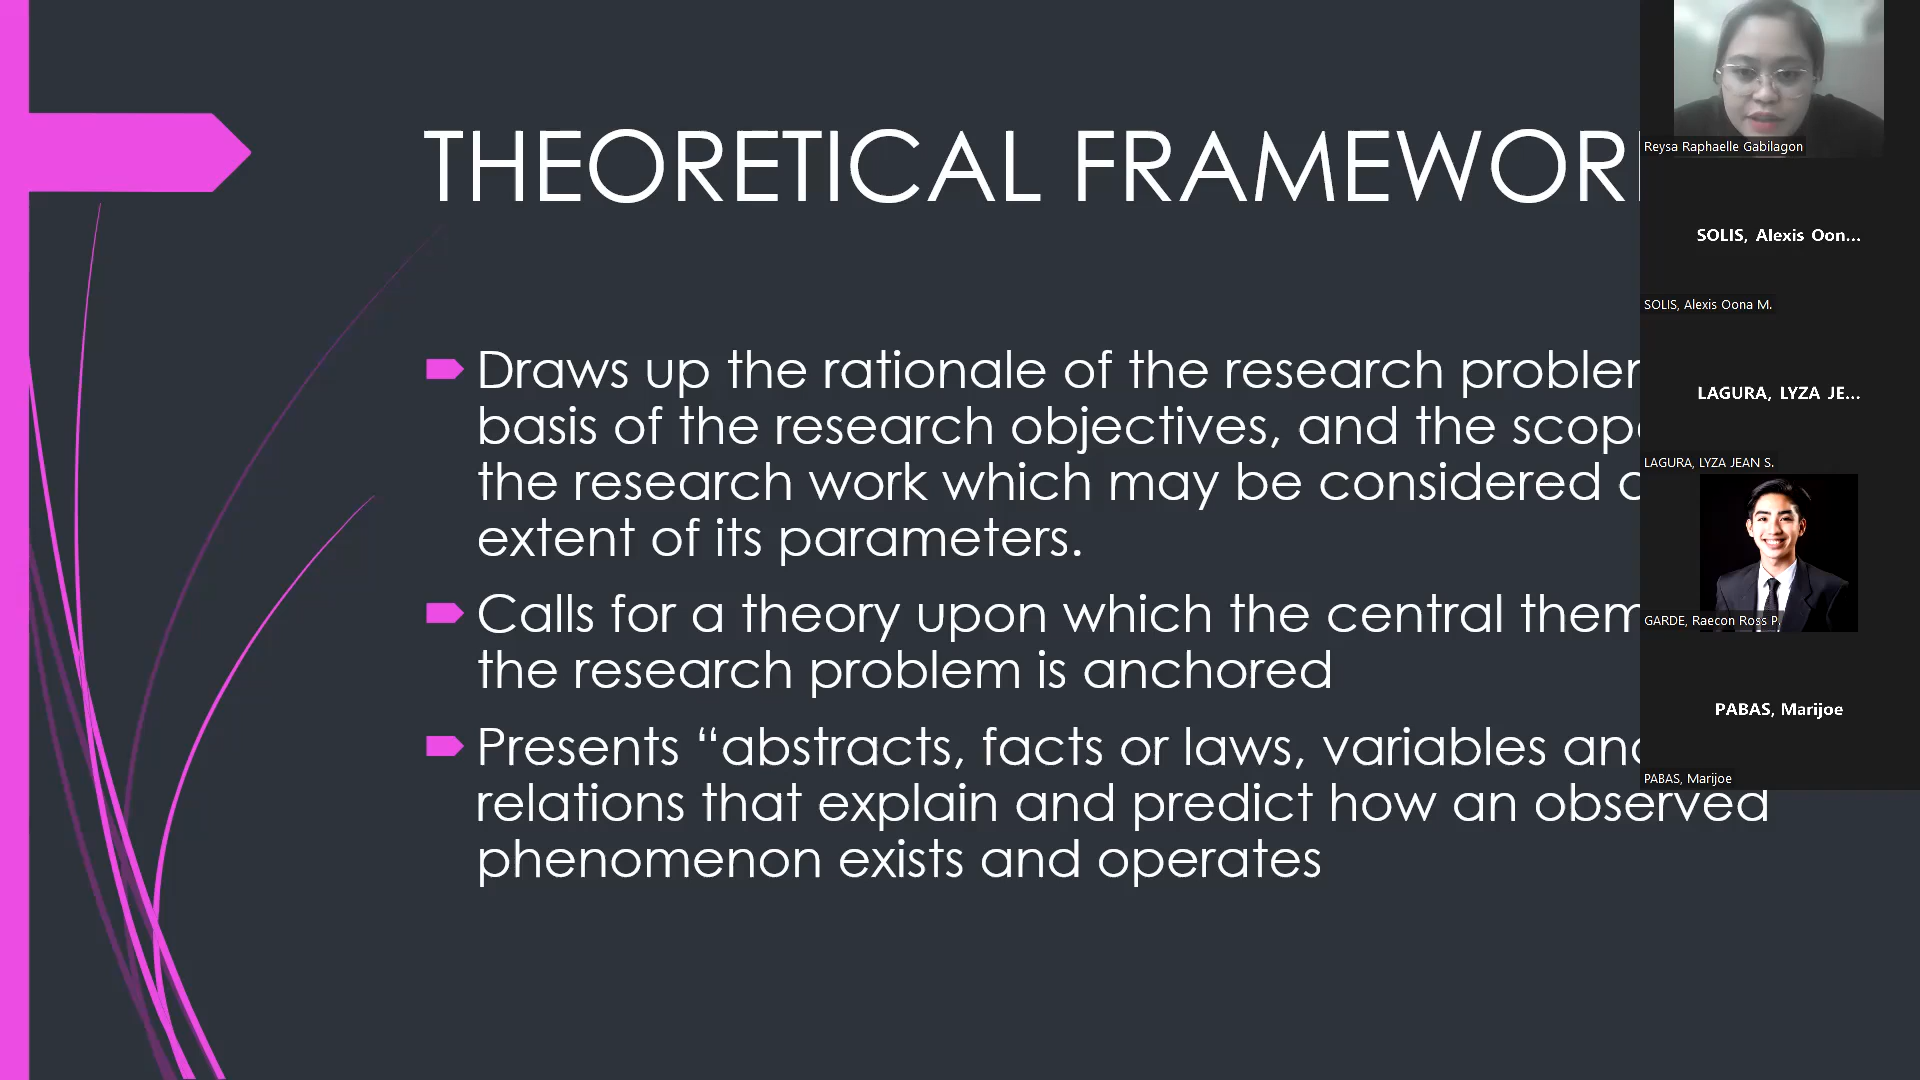 THEORETICAL FRAMEWOR
Draws up the rationale of the research
basis of the research objectives, and the
the research work which may be considered
extent of its parameters.
Calls for a theory upon which the central
the research problem is anchored
Presents “abstracts, facts or laws, variables
relations that explain and predict how an observed
phenomenon exists and operates
Reysa Raphaelle Gabilagon
SOLIS, Alexis Oon...
SOLIS, Alexis Oona M.
LAGURA, LYZA JE...
LAGURA, LYZA JEAN S.
GARDE, Raecon Ross P.
PABAS, Marijoe
PABAS, Marijoe